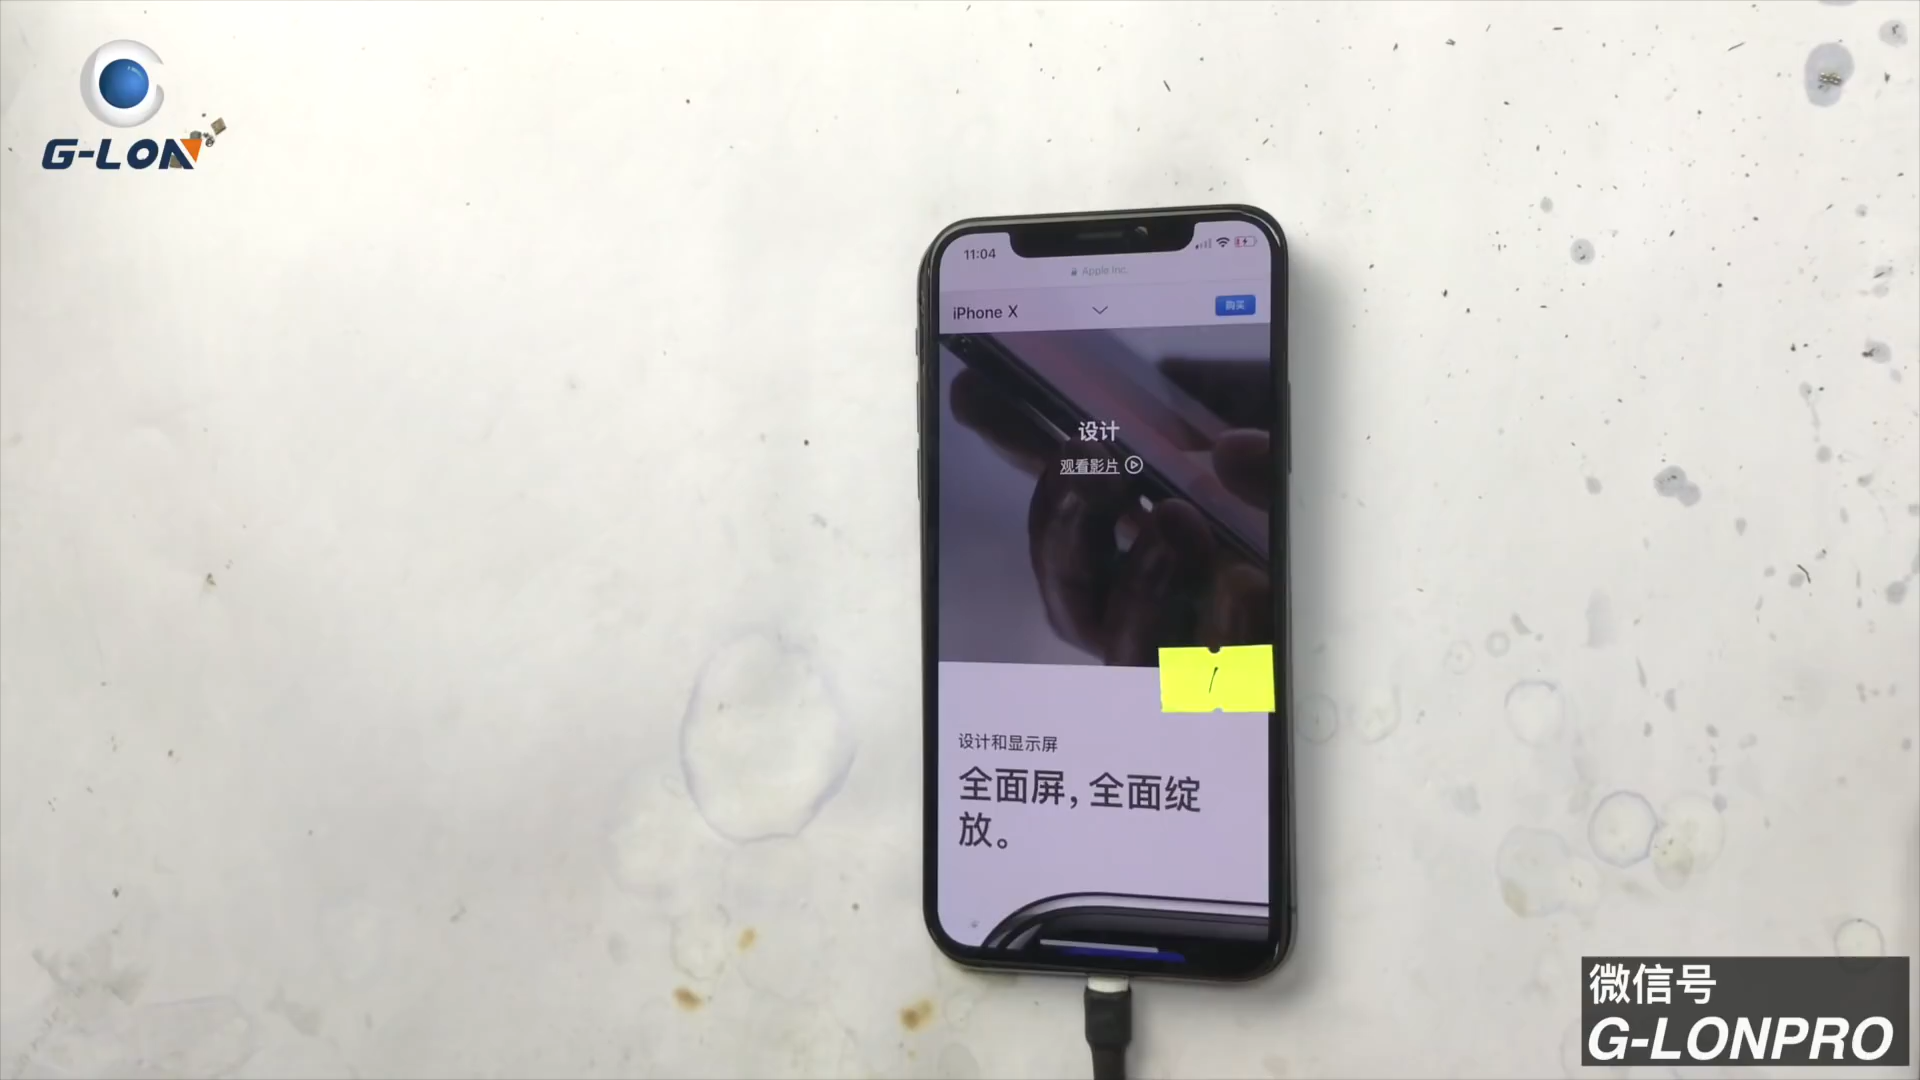 G-LON
11:04
Apple Inc.
iPhone X
购买
设计
观看影片
1
设计和显示屏
全面屏，全面绽
放。
微信号
G-LONPRO